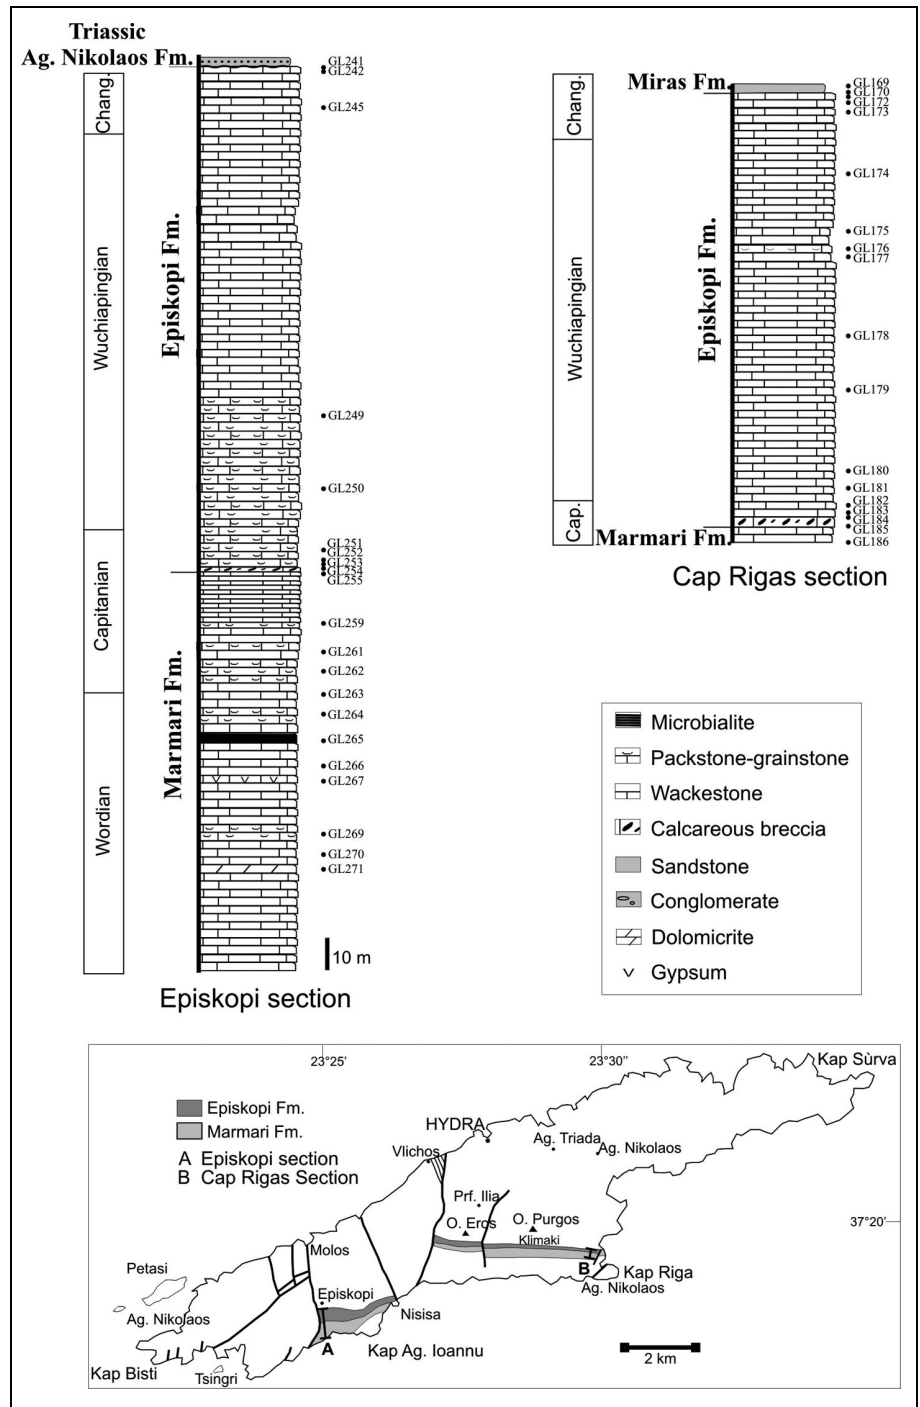 Triassic
Ag. Nikolaos Fm.
GL241
GL242
Chang.
GL245
Wuchiapingian
Episkopi Fm.
GL249
GL250
GL251
GL252
GL253
GL254
GL255
Capitanian
GL259
GL261
GL262
GL263
Marmari Fm.
GL264
GL265
GL266
GL267
Wordian
GL269
GL270
GL271
10 m
Episkopi section
Miras Fm.
GL169
GL170
GL172
GL173
Chang.
GL174
GL175
GL176
GL177
Episkopi Fm.
Wuchiapingian
GL178
GL179
GL180
GL181
GL182
GL183
GL184
GL185
GL186
Cap.
Marmari Fm.
Cap Rigas section
Microbialite
Packstone-grainstone
Wackestone
Calcareous breccia
Sandstone
Conglomerate
Dolomicrite
Gypsum
23°25'
23°30''
Kap Sùrva
Episkopi Fm.
Marmari Fm.
A Episkopi section
B Cap Rigas Section
HYDRA
Vlichos
Ag. Triada
Ag. Nikolaos
Prf. Ilia
O. Eros
O. Purgos
Klimaki
37°20'
Molos
Petasi
B
Kap Riga
Ag. Nikolaos
Episkopi
Ag. Nikolaos
Nisisa
A
Kap Ag. Ioannu
Kap Bisti
Tsingri
2 km